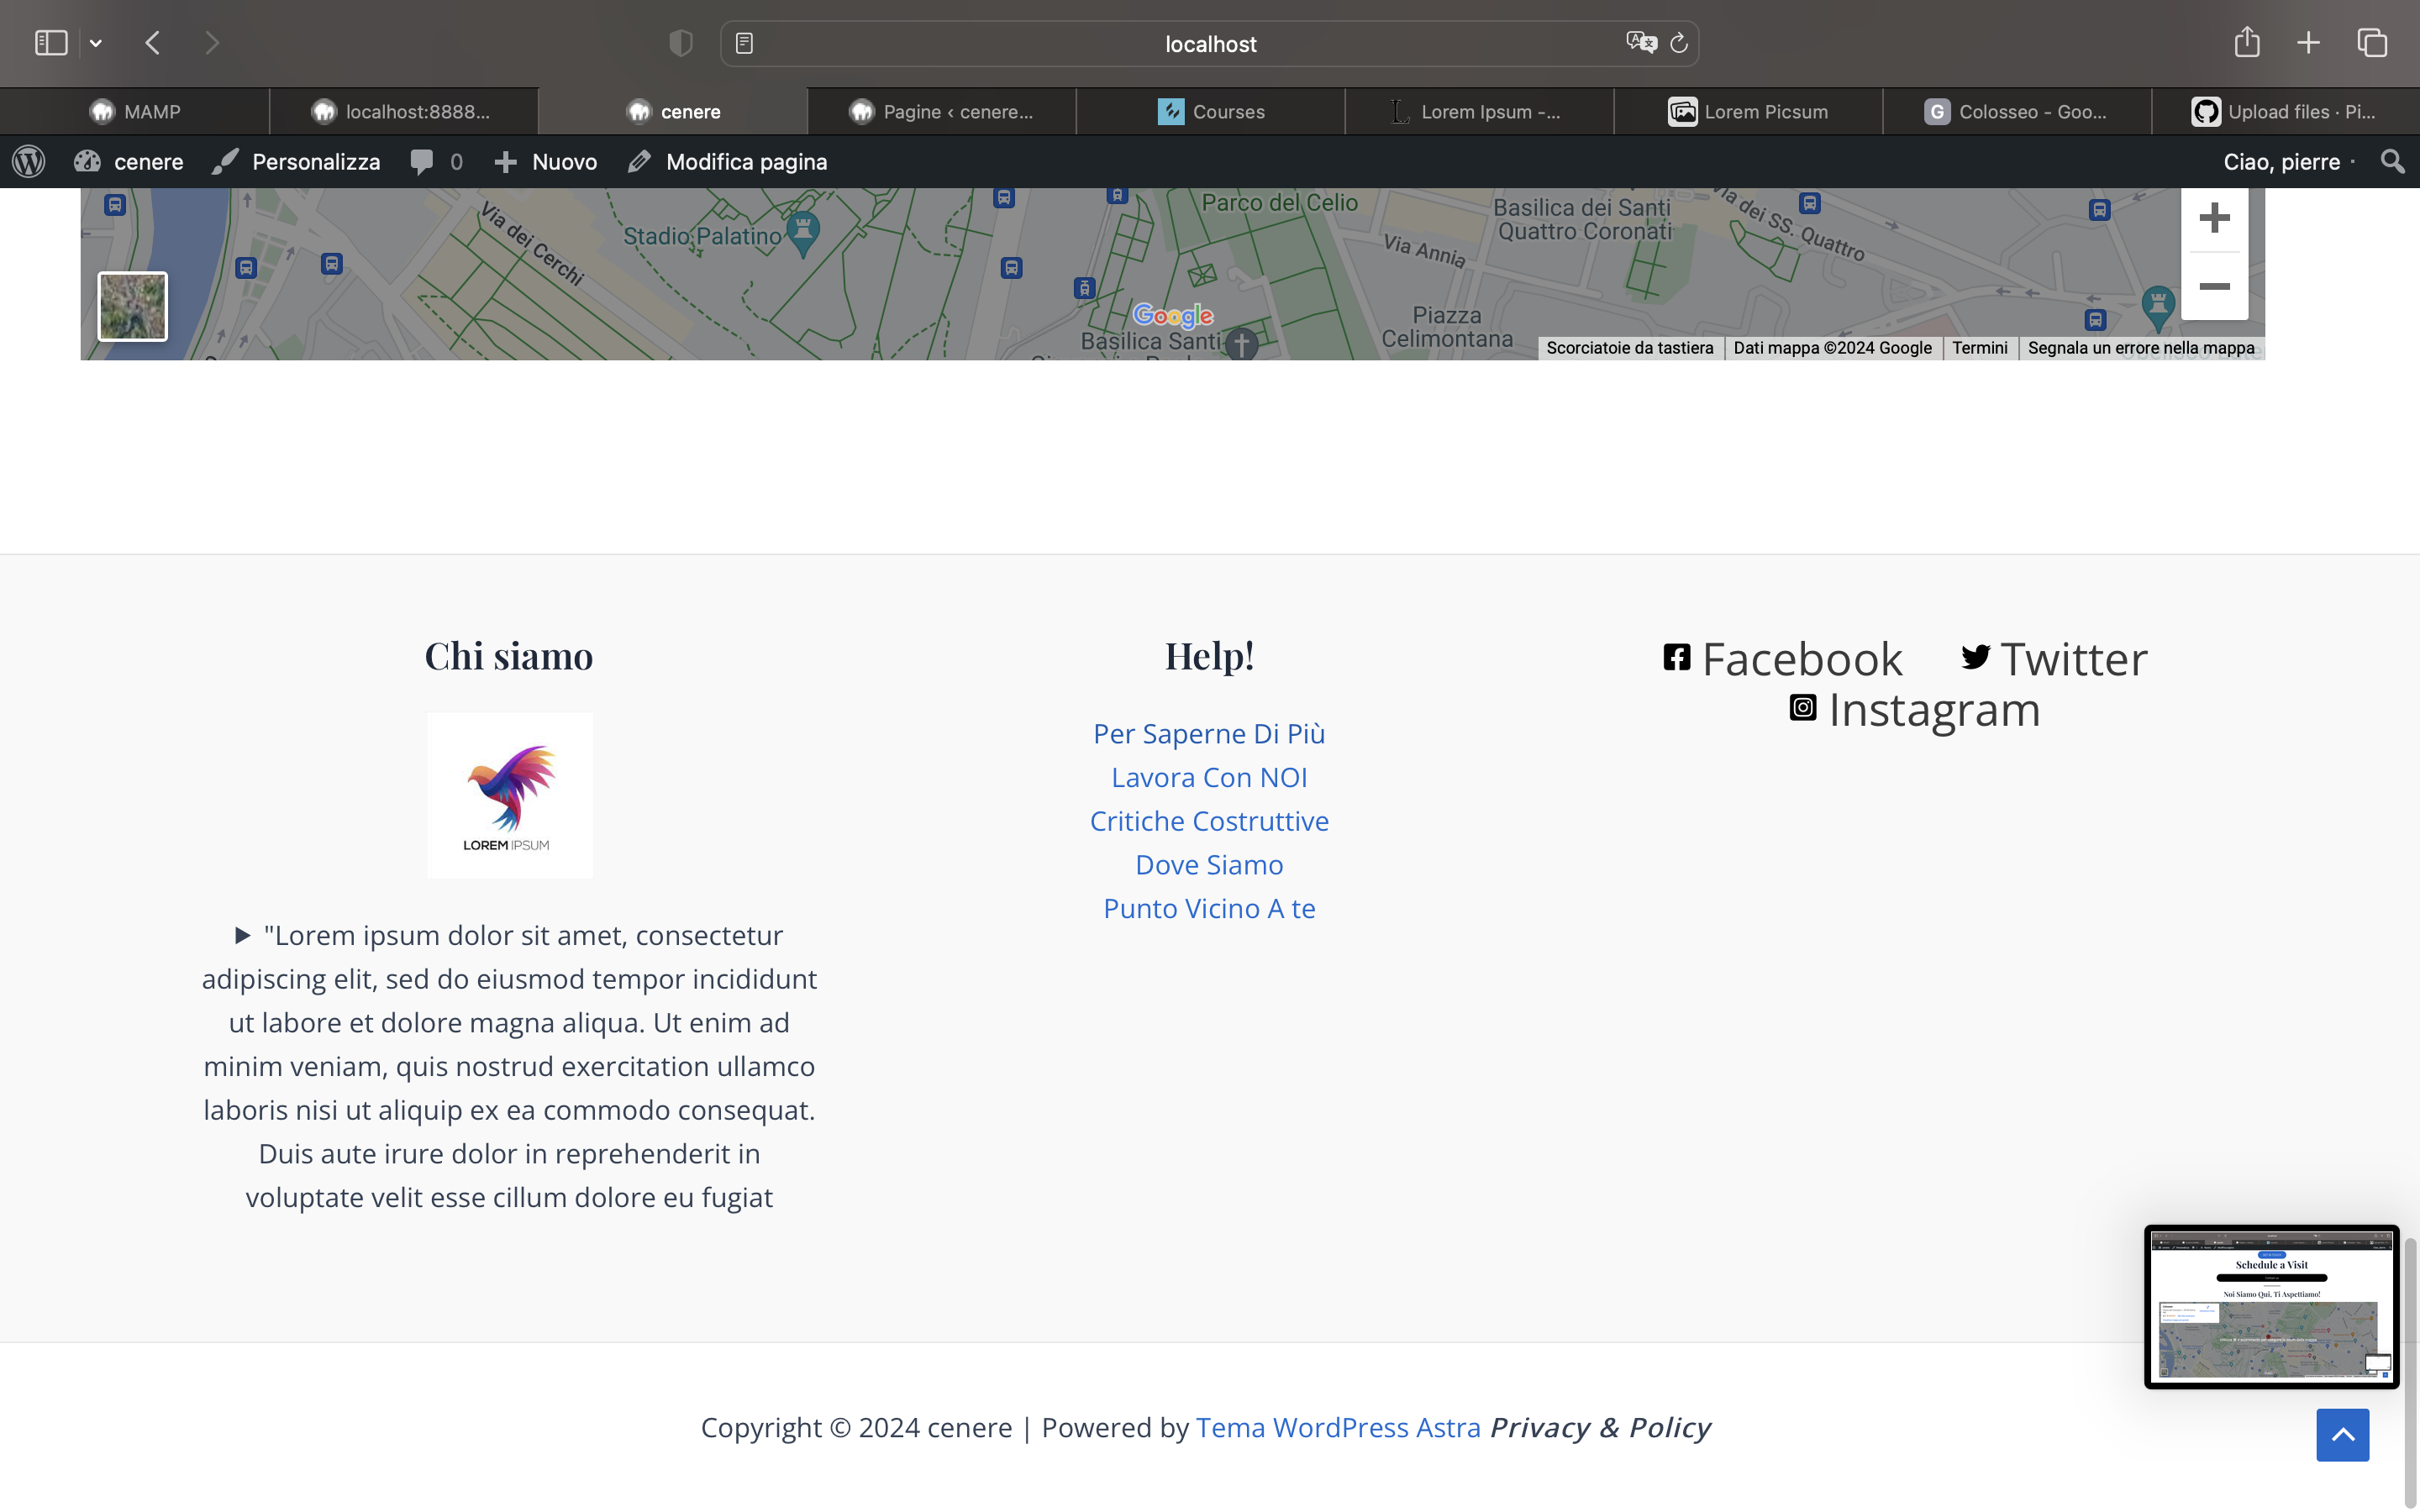 localhost
MAMP
localhost:8888...
cenere
Pagine ‹ cenere...
Courses
Lorem Ipsum -...
Lorem Picsum
G Colosseo - Goo...
Upload files · Pi...
cenere
Personalizza
0
Nuovo
Modifica pagina
Ciao, pierre
Parco del Celio
Basilica dei Santi
Quattro Coronati
Via dei SS. Quattro
Via dei Cerchi
Stadio Palatino
Via Annia
Google
Piazza
Celimontana
Basilica Santi
Scorciatoie da tastiera
Dati mappa ©2024 Google
Termini
Segnala un errore nella mappa
Chi siamo
LOREM IPSUM
"Lorem ipsum dolor sit amet, consectetur
adipiscing elit, sed do eiusmod tempor incididunt
ut labore et dolore magna aliqua. Ut enim ad
minim veniam, quis nostrud exercitation ullamco
laboris nisi ut aliquip ex ea commodo consequat.
Duis aute irure dolor in reprehenderit in
voluptate velit esse cillum dolore eu fugiat
Help!
Per Saperne Di Più
Lavora Con NOI
Critiche Costruttive
Dove Siamo
Punto Vicino A te
Facebook
Twitter
Instagram
Schedule a Visit
Noi Siamo Qui, Ti Aspettiamo!
Copyright © 2024 cenere | Powered by Tema WordPress Astra Privacy & Policy